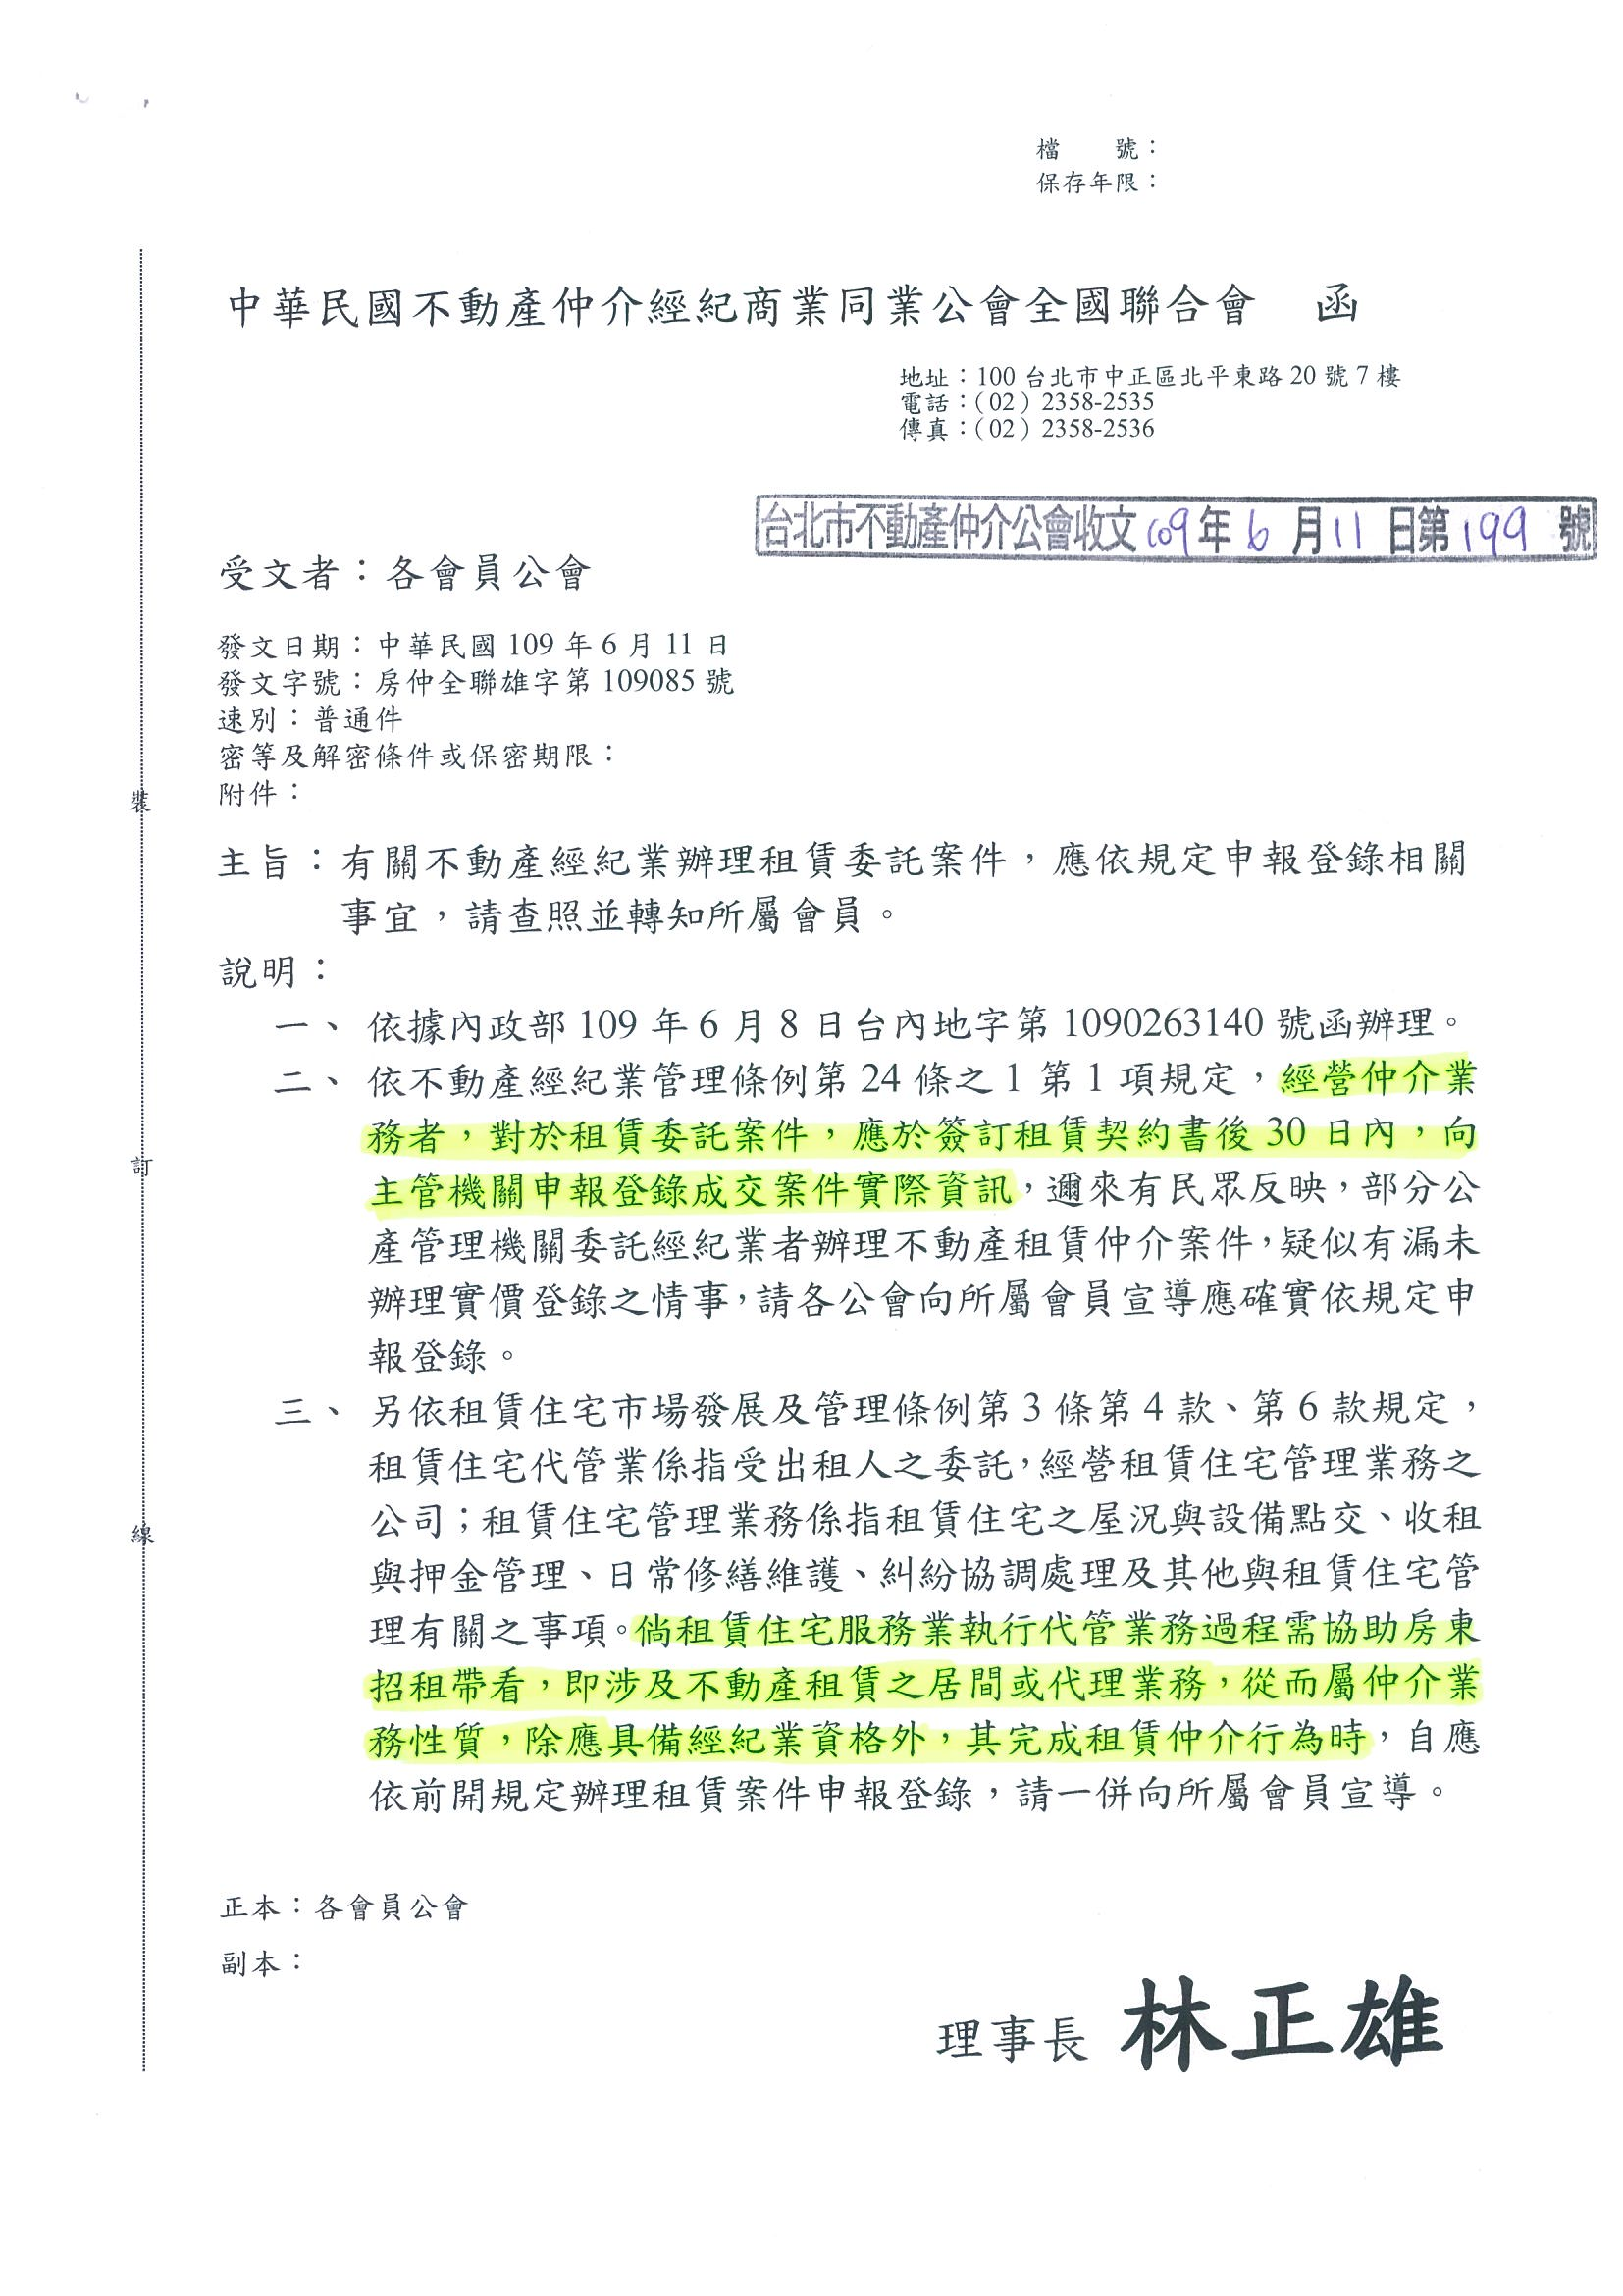 檔　　號：
保存年限：
中華民國不動產仲介經紀商業同業公會全國聯合會　函
地址：100 台北市中正區北平東路 20 號 7 樓
電話：(02) 2358-2535
傳真：(02) 2358-2536
台北市不動產仲介公會收文 109 年 6 月 11 日第 199 號
受文者：各會員公會
發文日期：中華民國 109 年 6 月 11 日
發文字號：房仲全聯雄字第 109085 號
速別：普通件
密等及解密條件或保密期限：
附件：
主旨：有關不動產經紀業辦理租賃委託案件，應依規定申報登錄相關
事宜，請查照並轉知所屬會員。
說明：
一、 依據內政部 109 年 6 月 8 日台內地字第 1090263140 號函辦理。
二、 依不動產經紀業管理條例第 24 條之 1 第 1 項規定，經營仲介業
務者，對於租賃委託案件，應於簽訂租賃契約書後 30 日內，向
主管機關申報登錄成交案件實際資訊，邇來有民眾反映，部分公
產管理機關委託經紀業者辦理不動產租賃仲介案件，疑似有漏未
辦理實價登錄之情事，請各公會向所屬會員宣導應確實依規定申
報登錄。
三、 另依租賃住宅市場發展及管理條例第 3 條第 4 款、第 6 款規定，
租賃住宅代管業係指受出租人之委託，經營租賃住宅管理業務之
公司；租賃住宅管理業務係指租賃住宅之屋況與設備點交、收租
與押金管理、日常修繕維護、糾紛協調處理及其他與租賃住宅管
理有關之事項。倘租賃住宅服務業執行代管業務過程需協助房東
招租帶看，即涉及不動產租賃之居間或代理業務，從而屬仲介業
務性質，除應具備經紀業資格外，其完成租賃仲介行為時，自應
依前開規定辦理租賃案件申報登錄，請一併向所屬會員宣導。
正本：各會員公會
副本：
理事長 林正雄
裝
訂
線